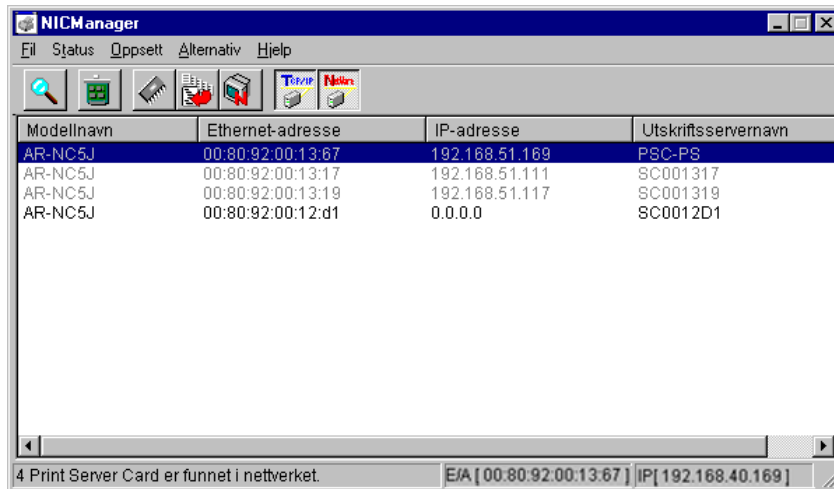 NICManager
Fil Status Oppsett Alternativ Hjelp
TCP/IP NetWare
Modellnavn Ethernet-adresse IP-adresse Utskriftsservernavn
AR-NC5J 00:80:92:00:13:67 192.168.51.169 PSC-PS
AR-NC5J 00:80:92:00:13:17 192.168.51.111 SC001317
AR-NC5J 00:80:92:00:13:19 192.168.51.117 SC001319
AR-NC5J 00:80:92:00:12:d1 0.0.0.0 SC0012D1
4 Print Server Card er funnet i nettverket. E/A [ 00:80:92:00:13:67 ] IP[ 192.168.40.169 ]